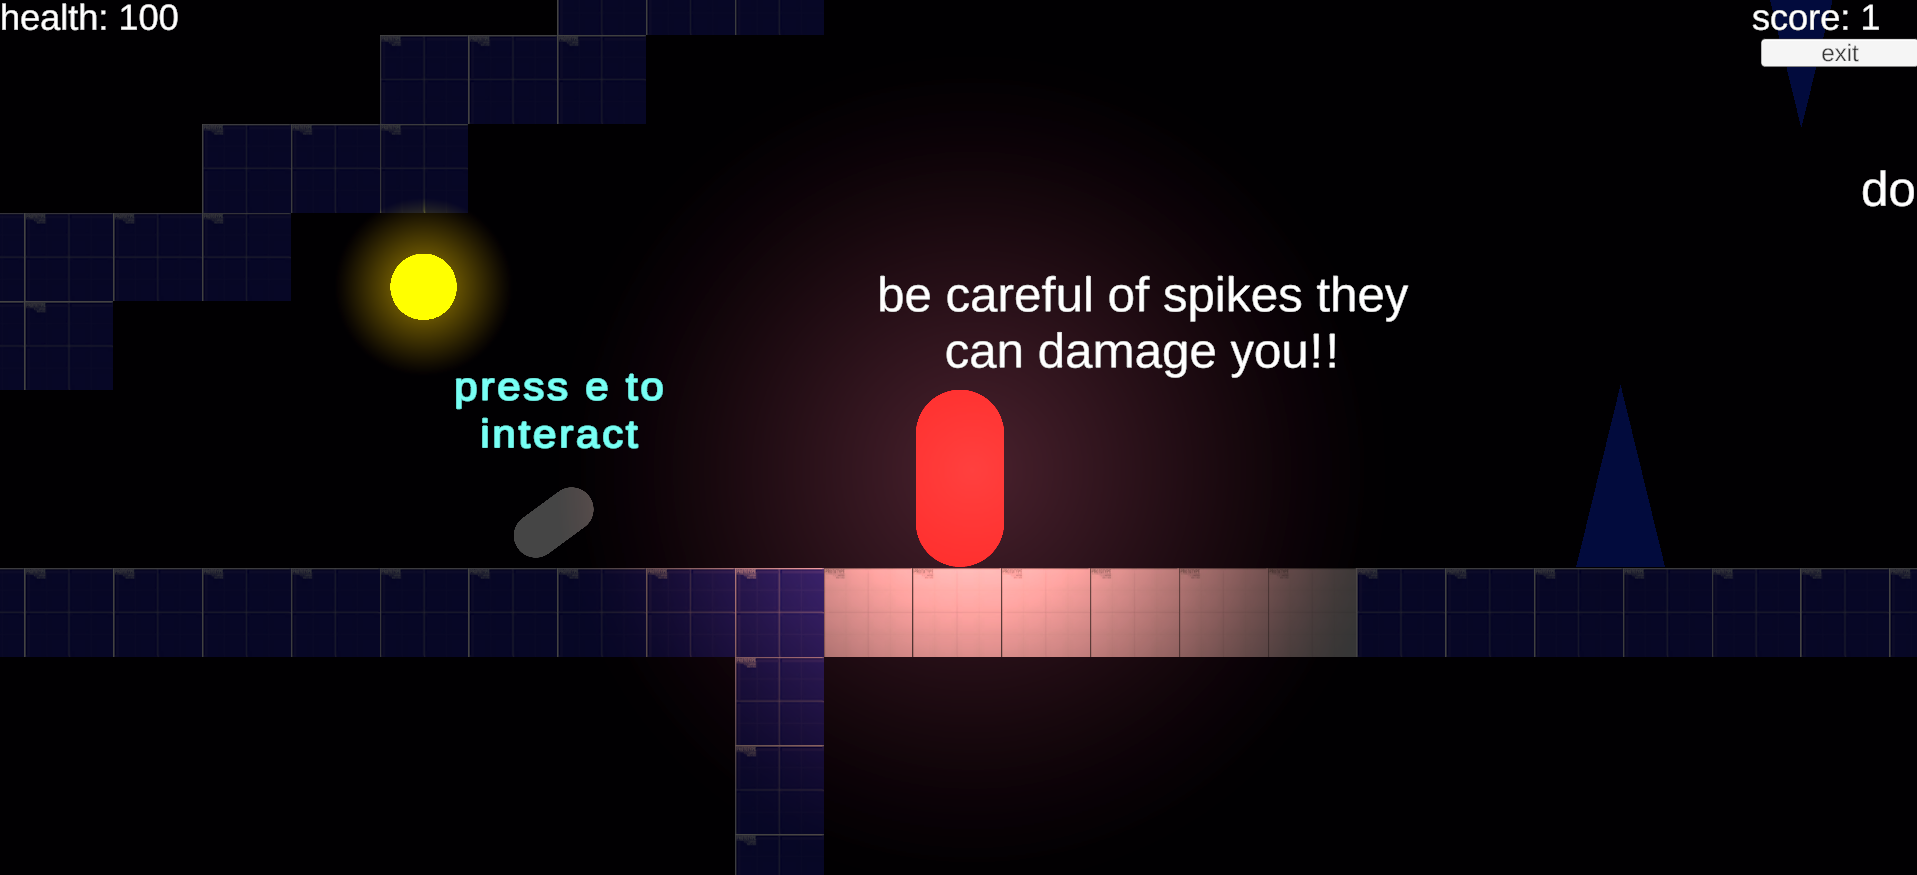 health: 100
score: 1
exit
do
be careful of spikes they
can damage you!!
press e to
interact